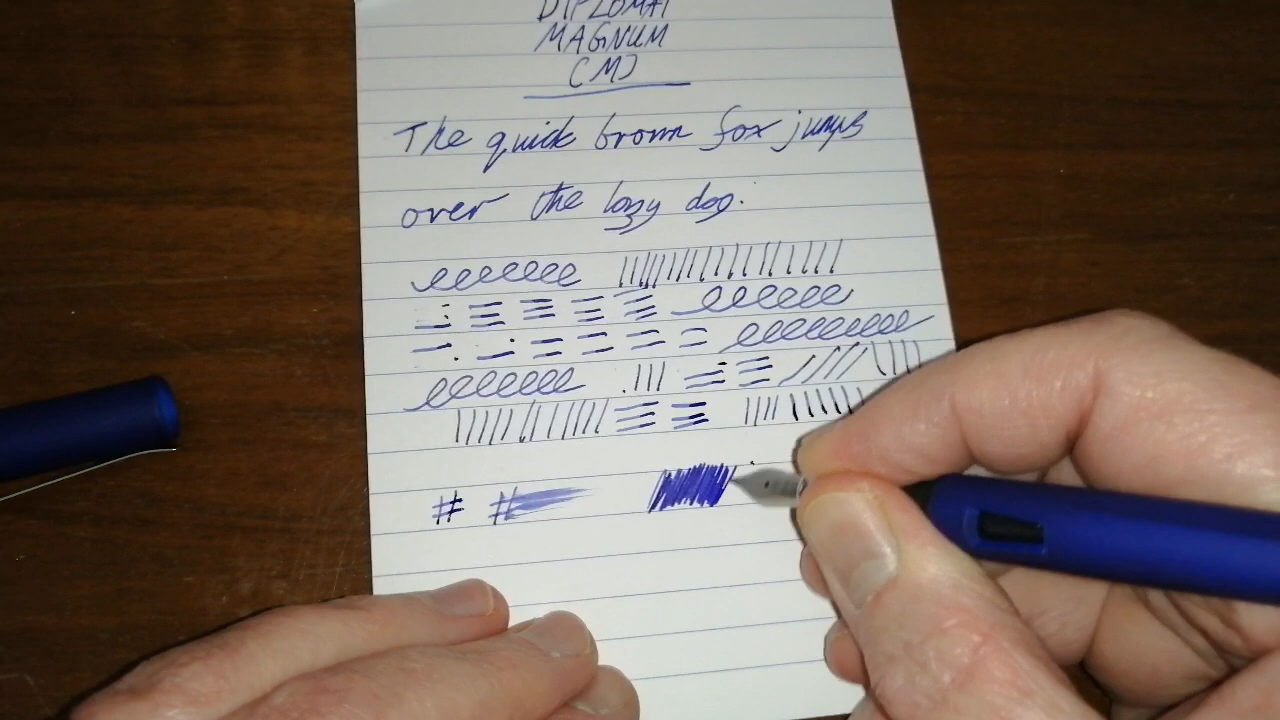 DIPLOMAT
MAGNUM
(M)
The quick brown fox jumps
over the lazy dog.
# #